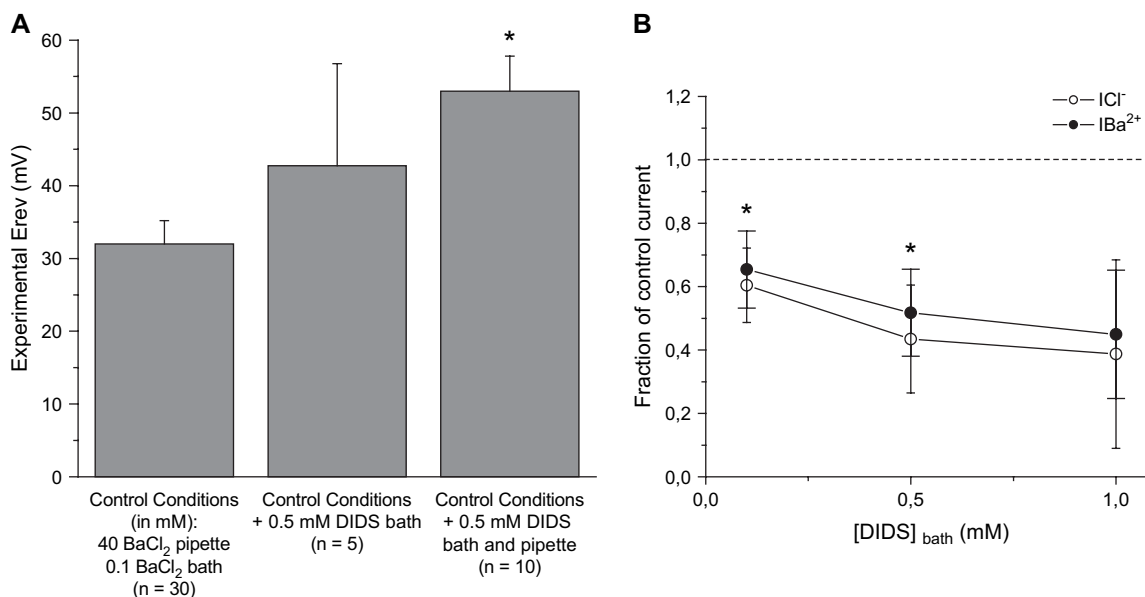 A
Experimental Erev (mV)
60
50
40
30
20
10
0
*
Control Conditions
(in mM):
40 BaCl₂ pipette
0.1 BaCl₂ bath
(n = 30)
Control Conditions
+ 0.5 mM DIDS bath
(n = 5)
Control Conditions
+ 0.5 mM DIDS
bath and pipette
(n = 10)
B
Fraction of control current
1,2
1,0
0,8
0,6
0,4
0,2
0,0
ICl⁻
IBa²⁺
*
*
0,0
0,5
1,0
[DIDS] bath (mM)